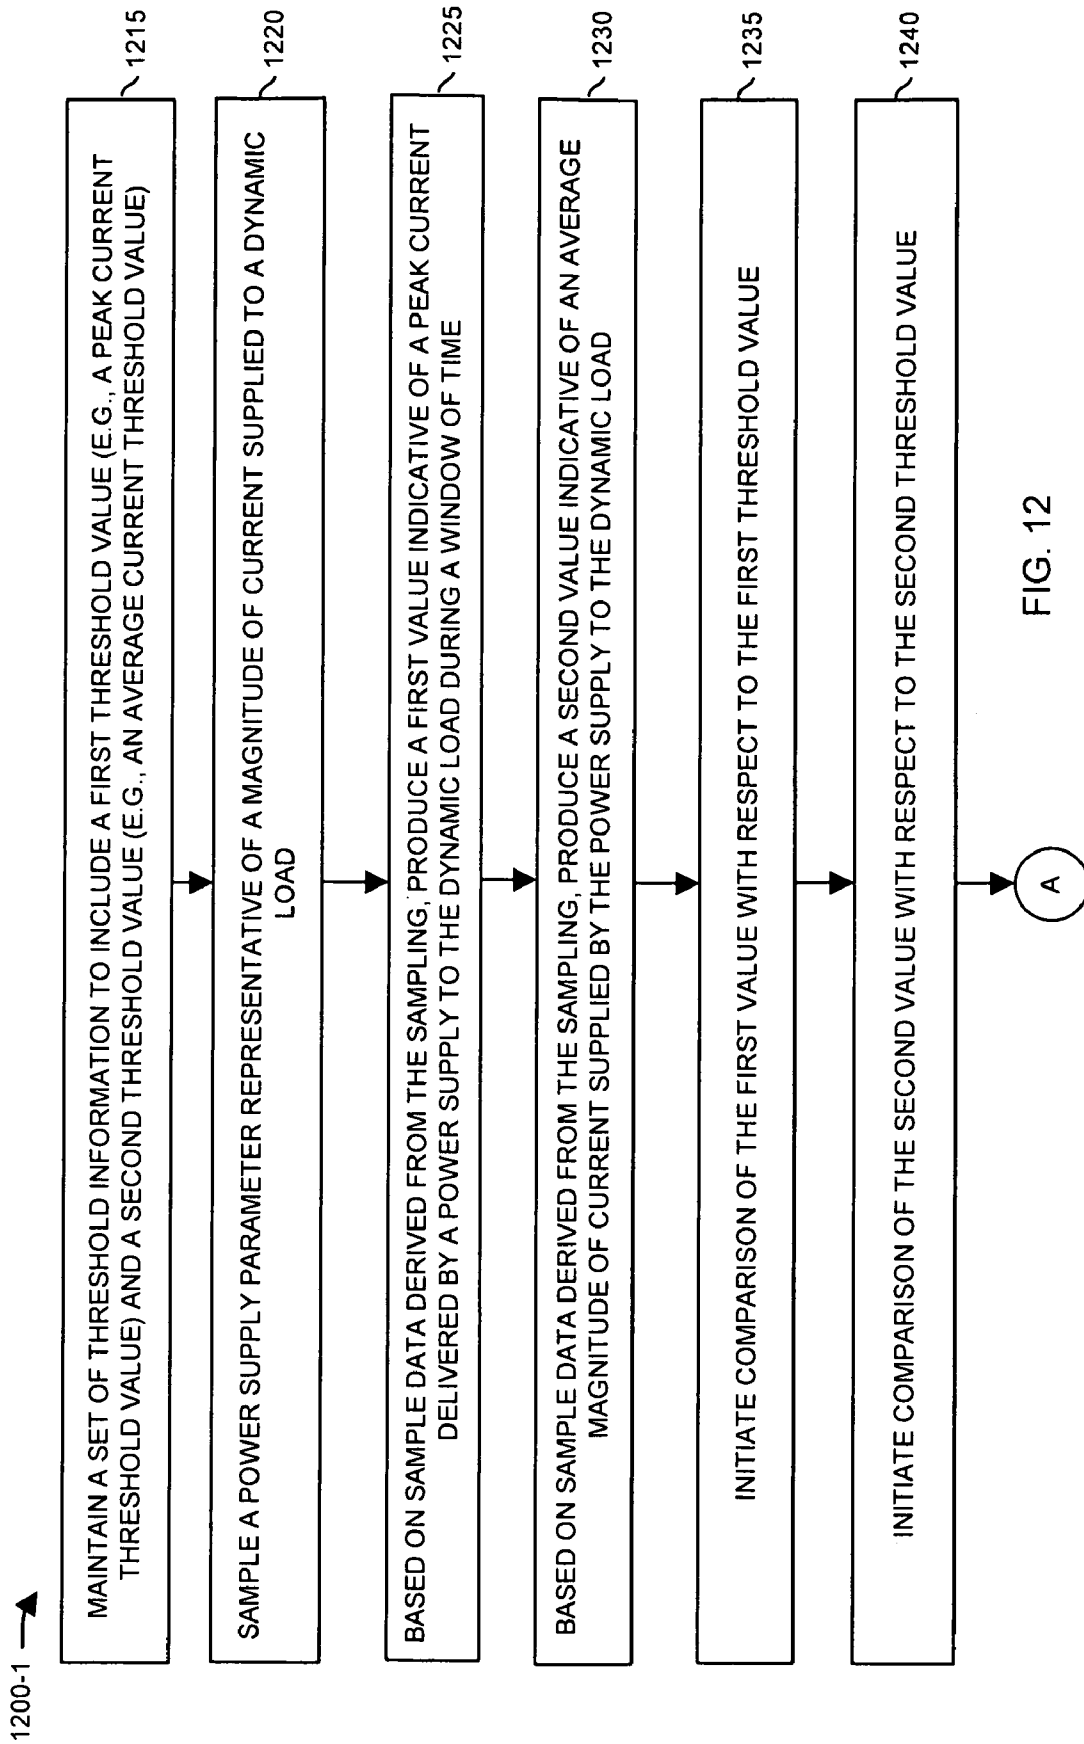 1200-1
MAINTAIN A SET OF THRESHOLD INFORMATION TO INCLUDE A FIRST THRESHOLD VALUE (E.G., A PEAK CURRENT
THRESHOLD VALUE) AND A SECOND THRESHOLD VALUE (E.G., AN AVERAGE CURRENT THRESHOLD VALUE)
1215
SAMPLE A POWER SUPPLY PARAMETER REPRESENTATIVE OF A MAGNITUDE OF CURRENT SUPPLIED TO A DYNAMIC
LOAD
1220
BASED ON SAMPLE DATA DERIVED FROM THE SAMPLING, PRODUCE A FIRST VALUE INDICATIVE OF A PEAK CURRENT
DELIVERED BY A POWER SUPPLY TO THE DYNAMIC LOAD DURING A WINDOW OF TIME
1225
BASED ON SAMPLE DATA DERIVED FROM THE SAMPLING, PRODUCE A SECOND VALUE INDICATIVE OF AN AVERAGE
MAGNITUDE OF CURRENT SUPPLIED BY THE POWER SUPPLY TO THE DYNAMIC LOAD
1230
INITIATE COMPARISON OF THE FIRST VALUE WITH RESPECT TO THE FIRST THRESHOLD VALUE
1235
INITIATE COMPARISON OF THE SECOND VALUE WITH RESPECT TO THE SECOND THRESHOLD VALUE
1240
A
FIG. 12